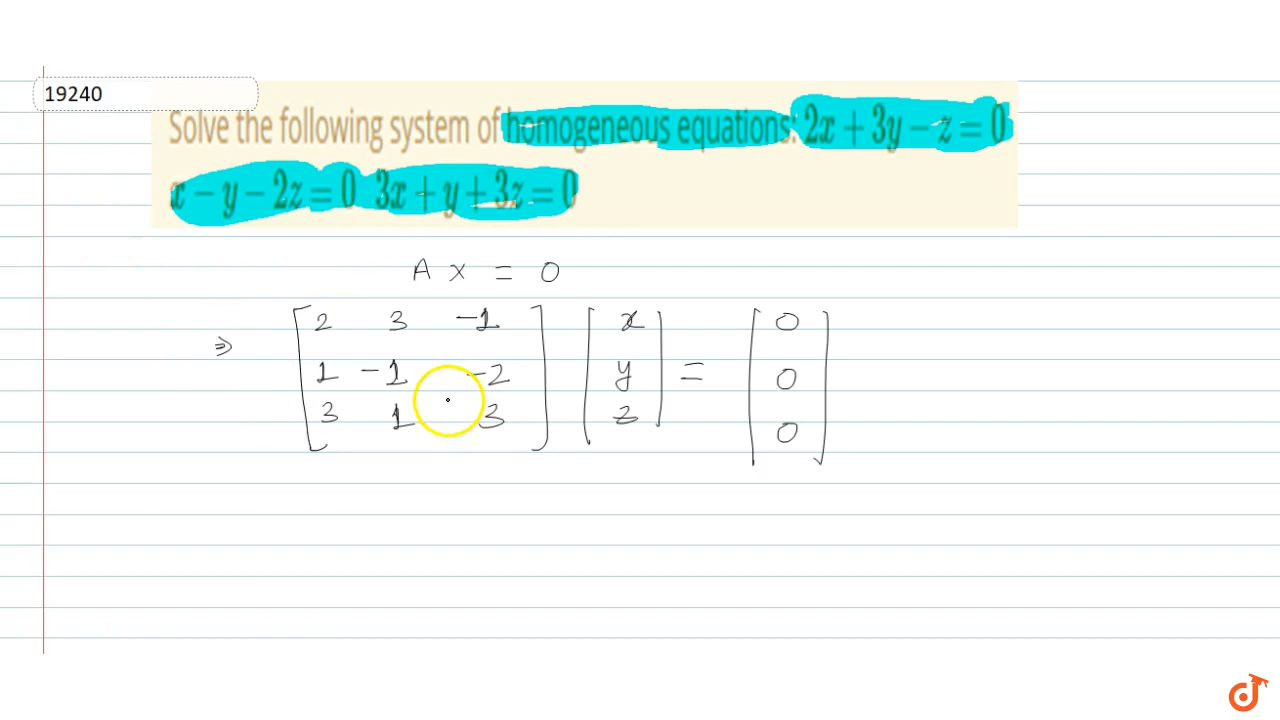 19240
Solve the following system of homogeneous equations: 2x + 3y − z = 0
x − y − 2z = 0 3x + y + 3z = 0
A x = 0
⇒ [ 2 3 -1 ] [ x ] = [ 0 ]
[ 1 -1 -2 ] [ y ] [ 0 ]
[ 3 1 3 ] [ z ] [ 0 ]